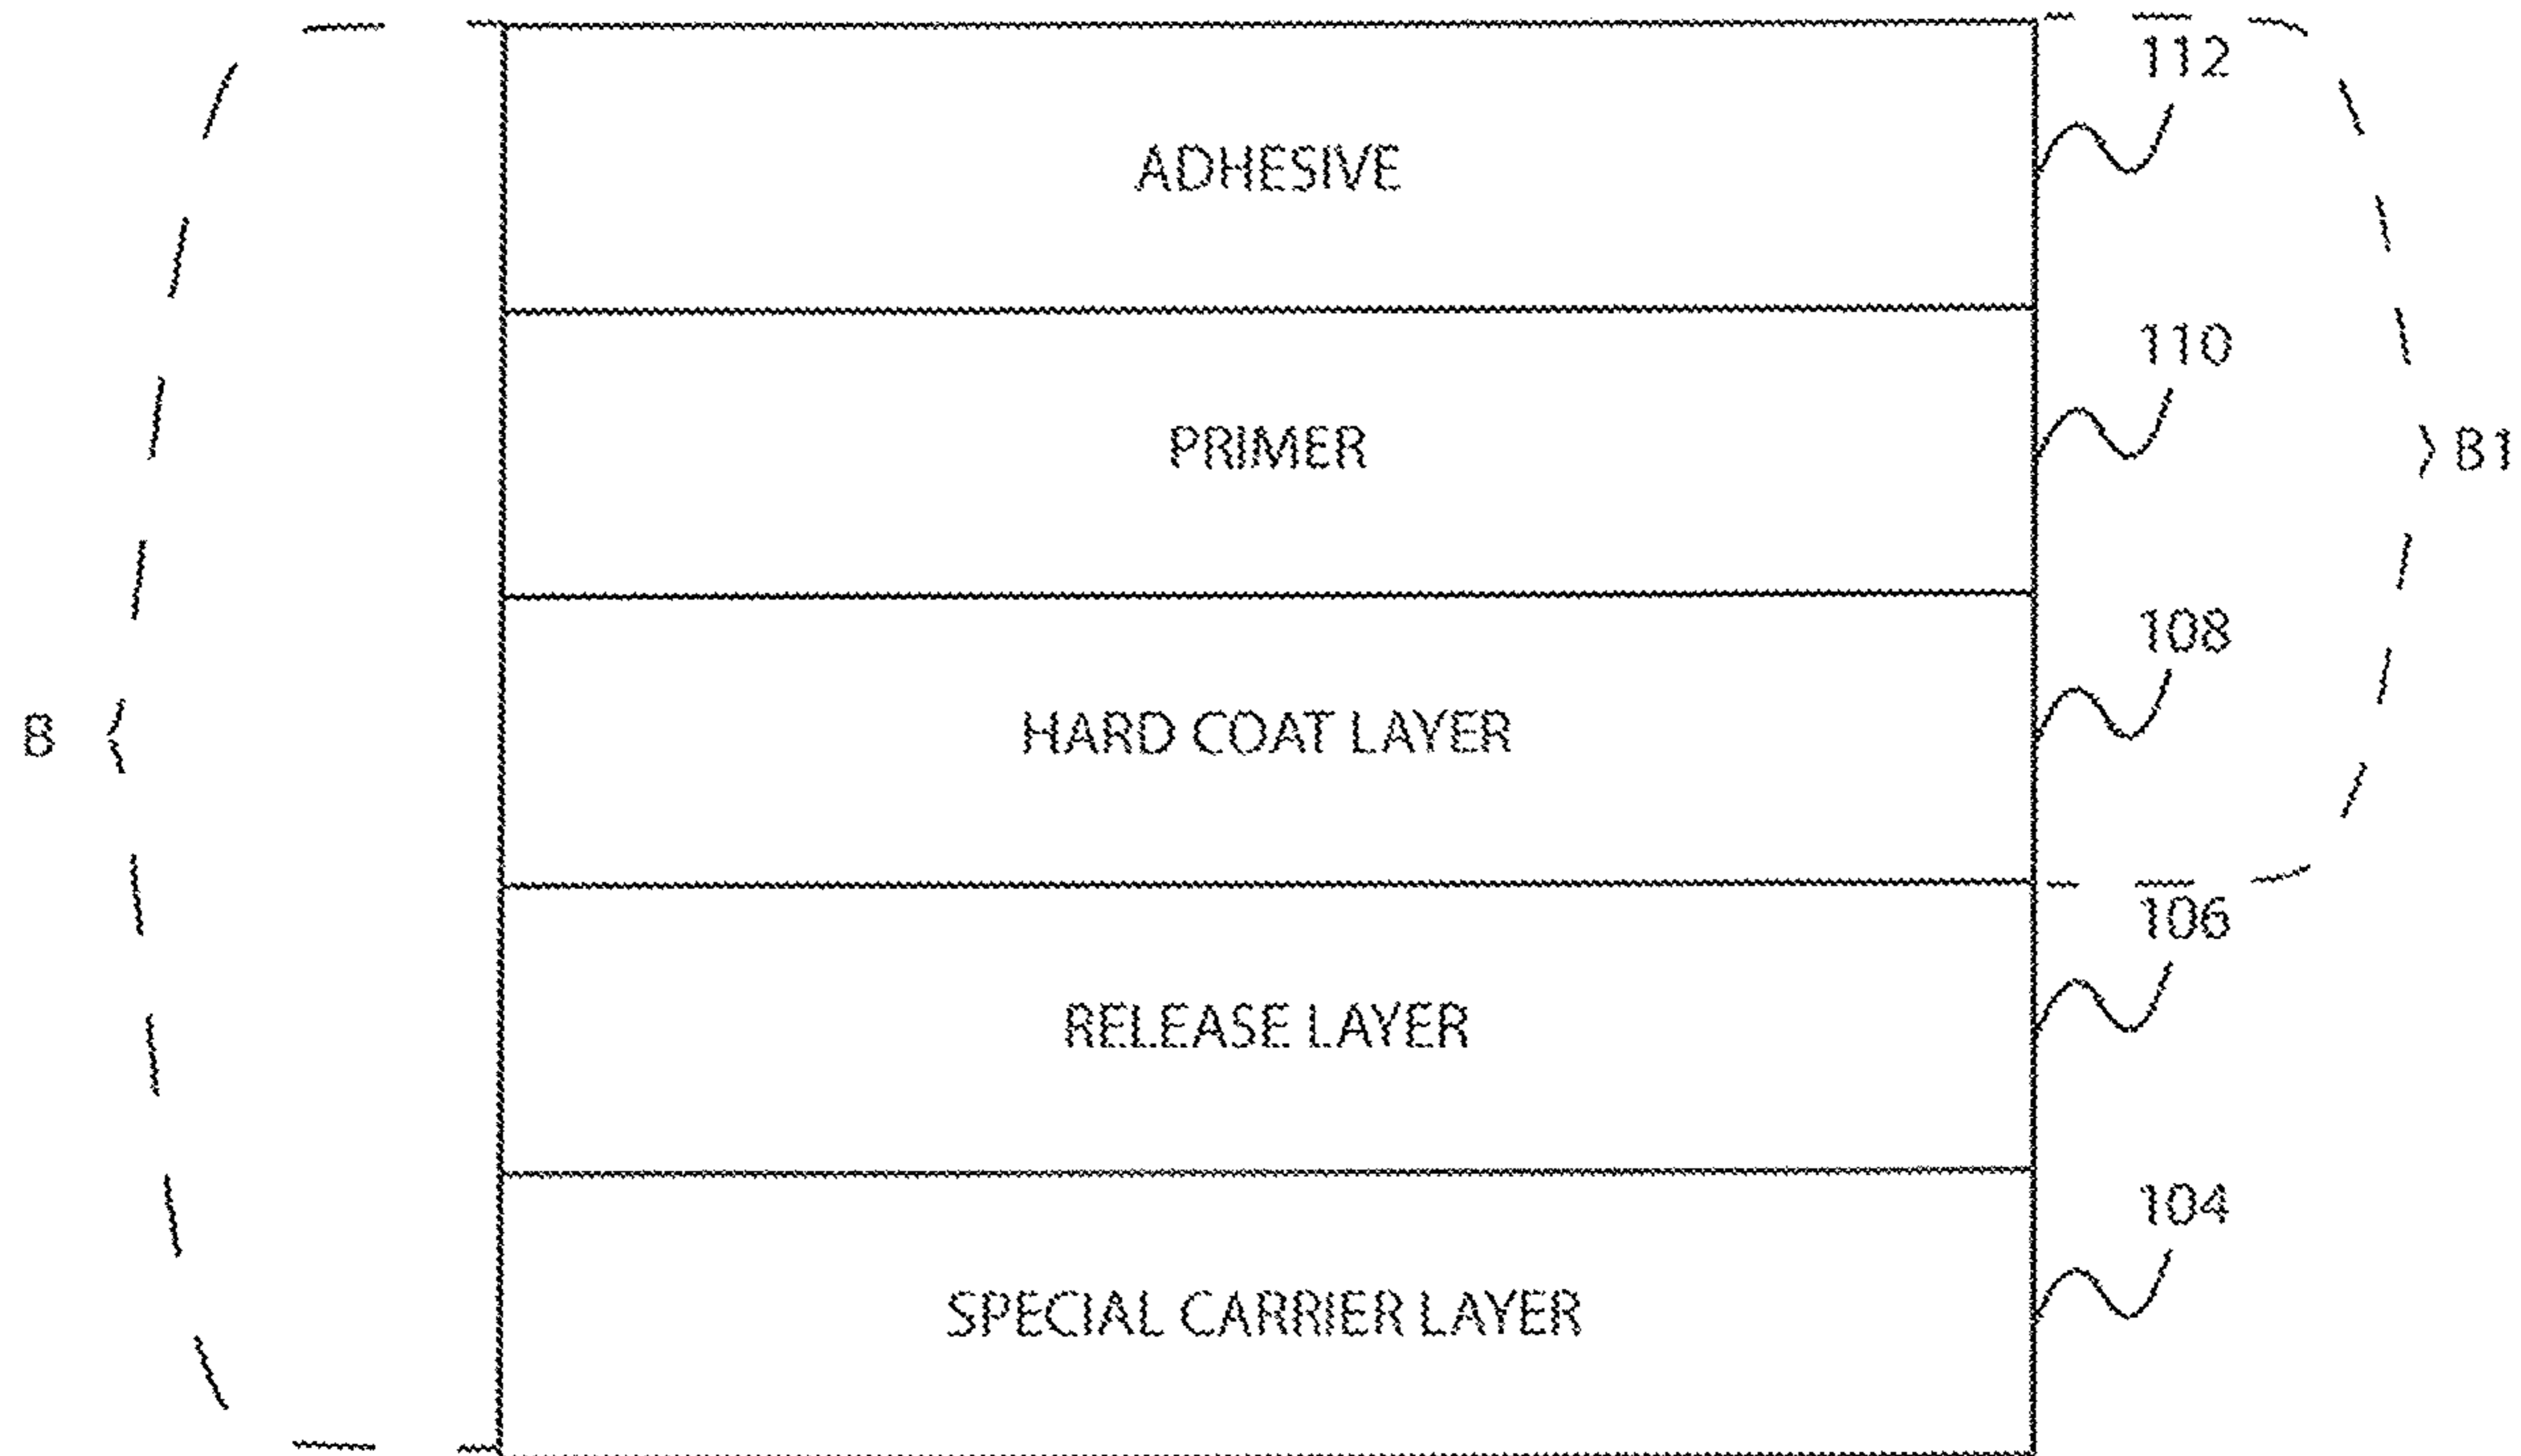 112
ADHESIVE
110
PRIMER
B1
108
HARD COAT LAYER
B
106
RELEASE LAYER
104
SPECIAL CARRIER LAYER